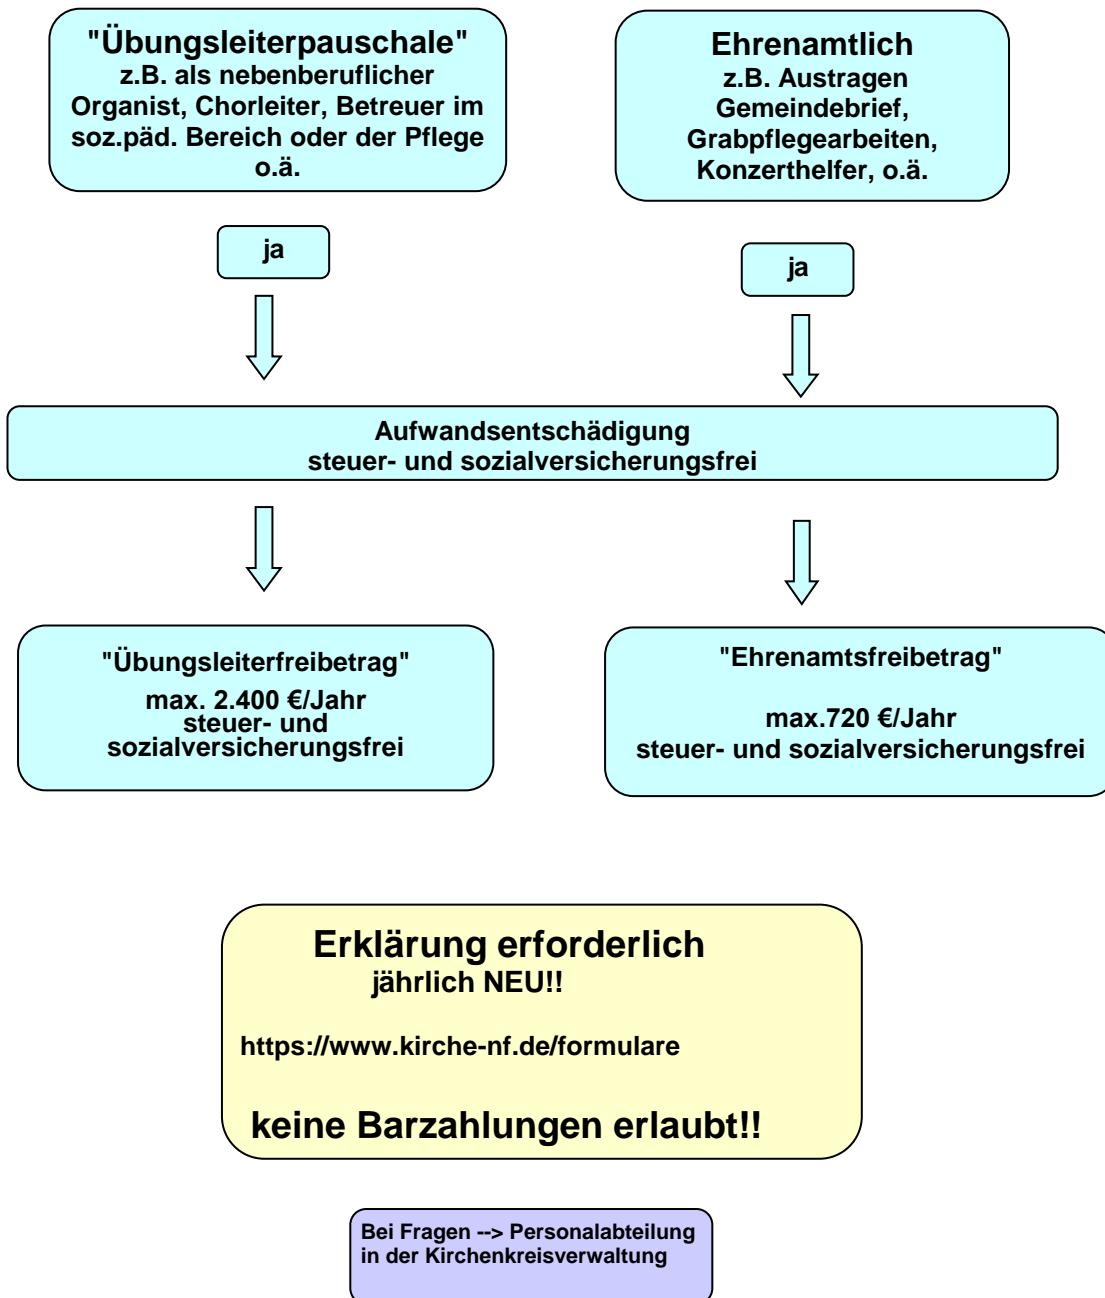 "Übungsleiterpauschale"
z.B. als nebenberuflicher
Organist, Chorleiter, Betreuer im
soz.päd. Bereich oder der Pflege
o.ä.
Ehrenamtlich
z.B. Austragen
Gemeindebrief,
Grabpflegearbeiten,
Konzerthelfer, o.ä.
ja
ja
Aufwandsentschädigung
steuer- und sozialversicherungsfrei
"Übungsleiterfreibetrag"
max. 2.400 €/Jahr
steuer- und
sozialversicherungsfrei
"Ehrenamtsfreibetrag"
max.720 €/Jahr
steuer- und sozialversicherungsfrei
Erklärung erforderlich
jährlich NEU!!
https://www.kirche-nf.de/formulare
keine Barzahlungen erlaubt!!
Bei Fragen --> Personalabteilung
in der Kirchenkreisverwaltung